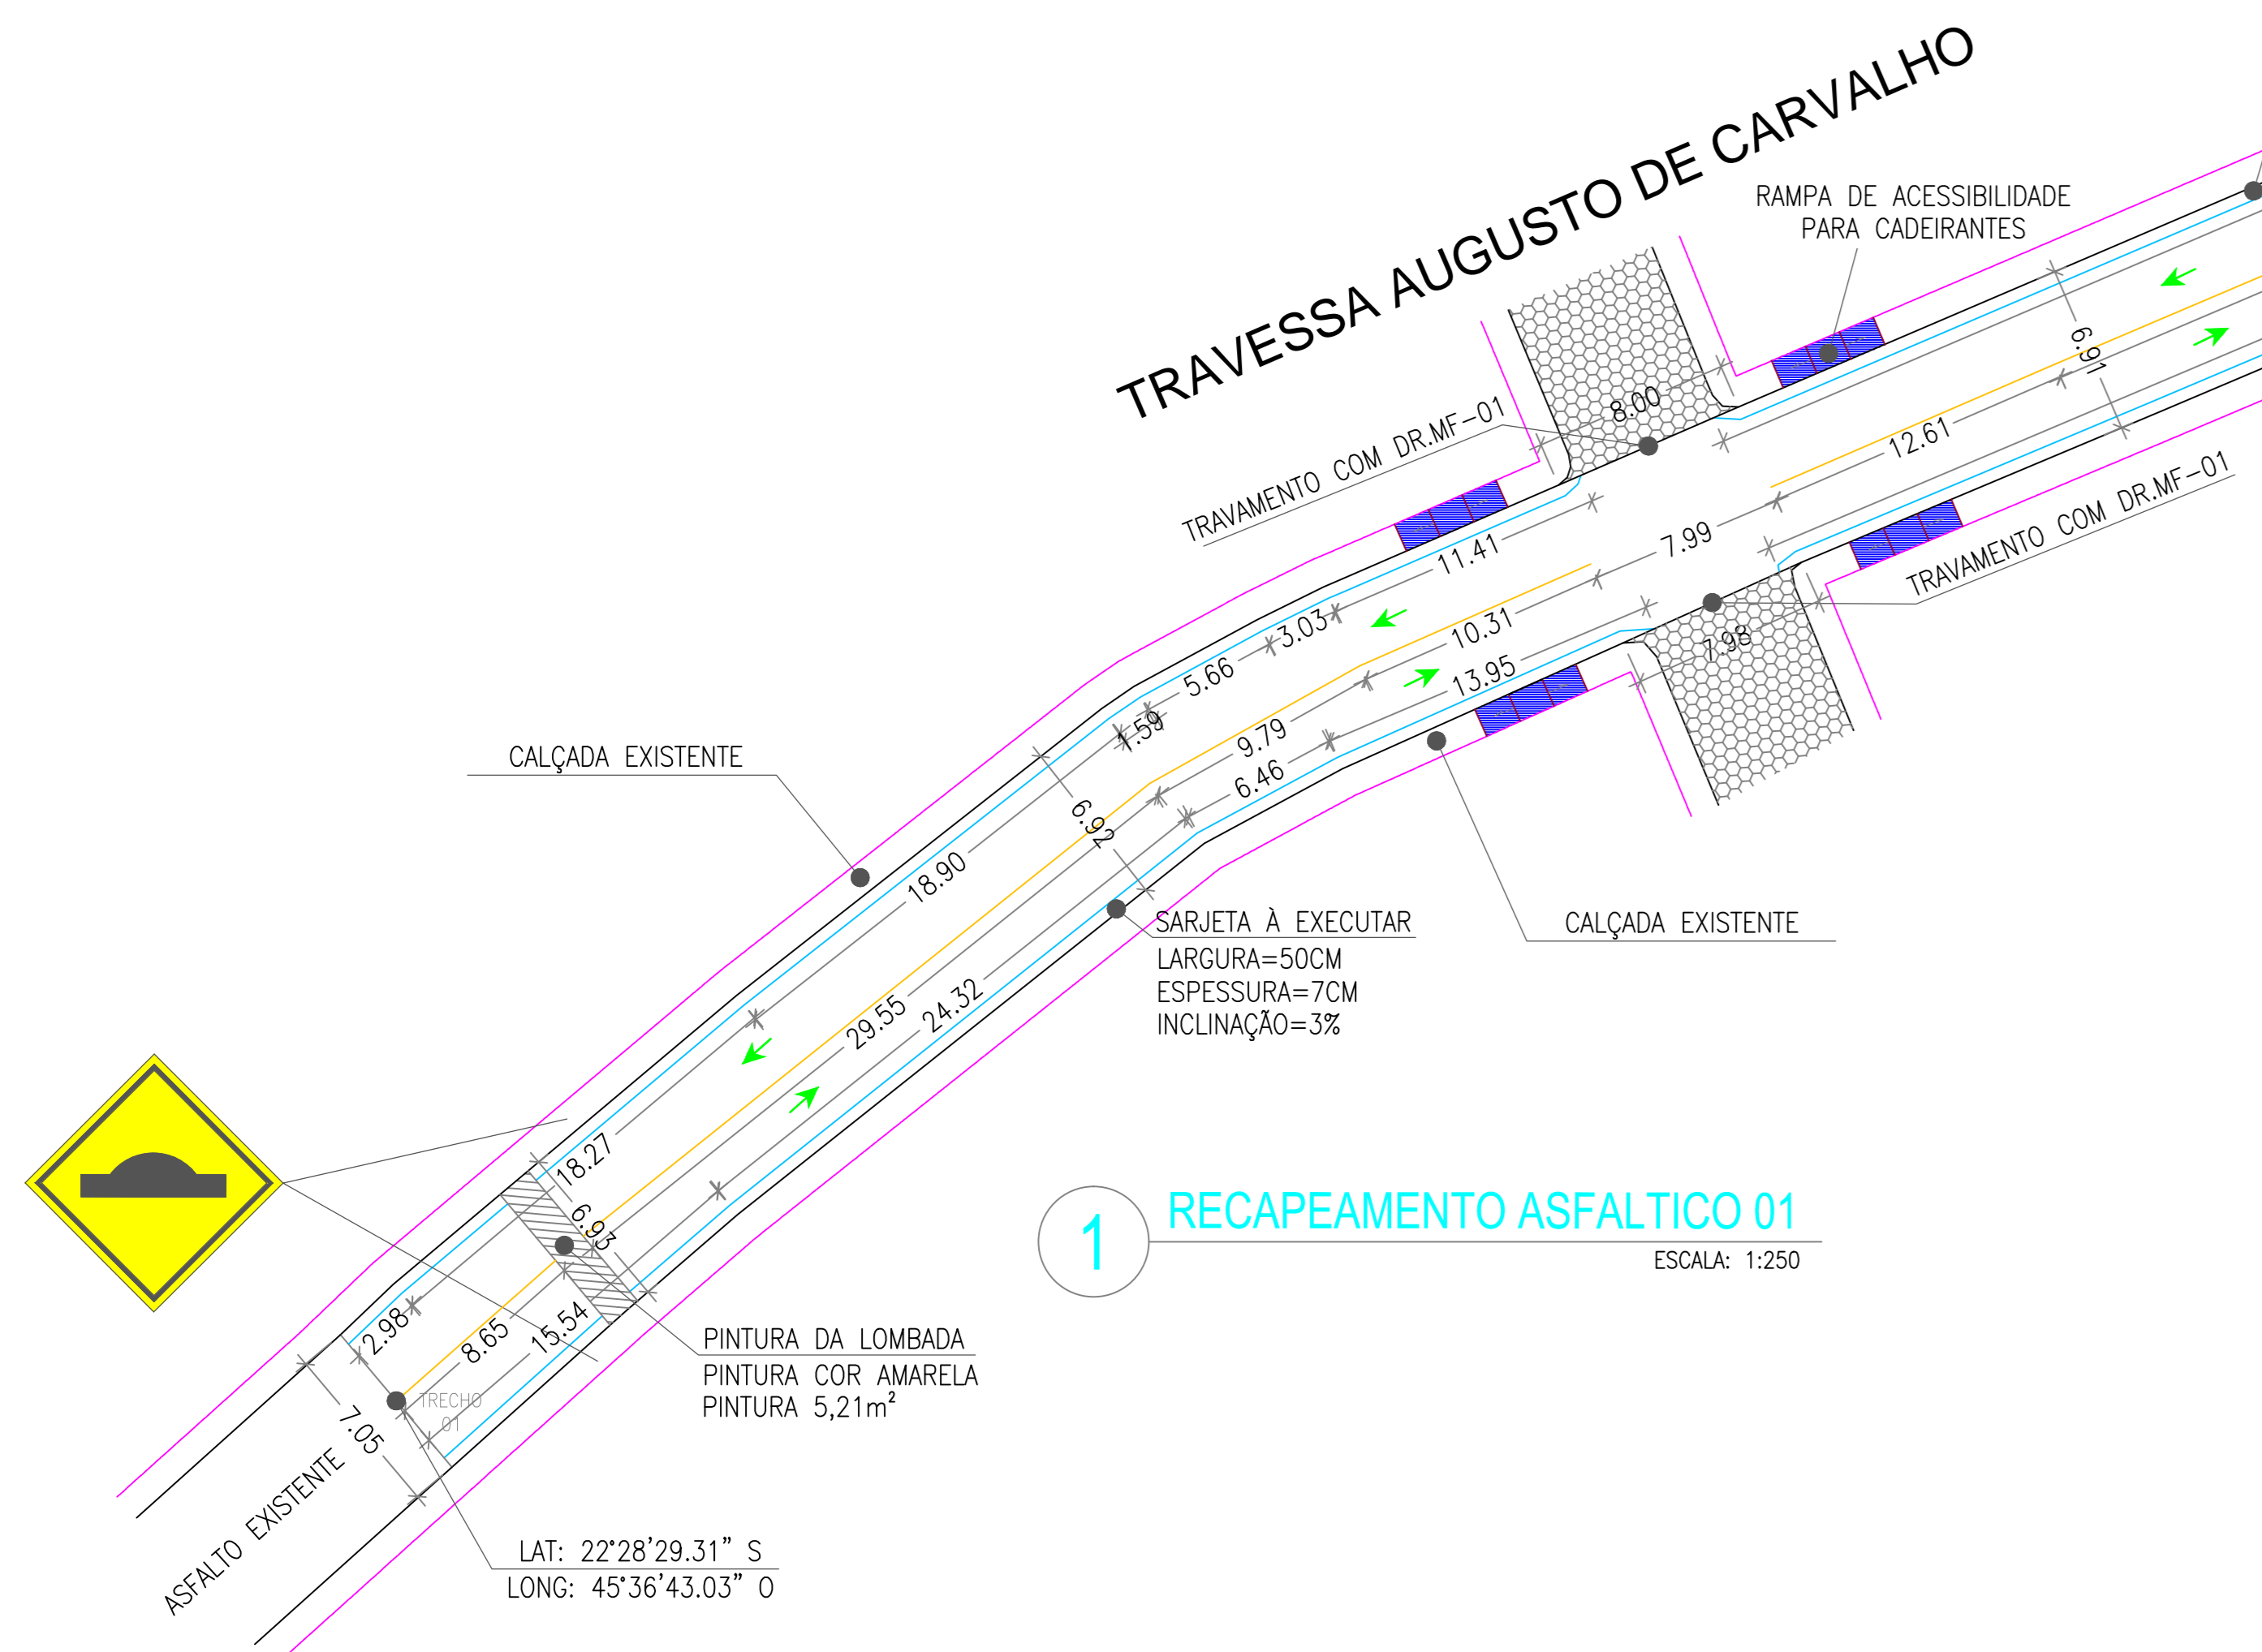 TRAVESSA AUGUSTO DE CARVALHO
RAMPA DE ACESSIBILIDADE
PARA CADEIRANTES
6.91
8.00
TRAVAMENTO COM DR.MF-01
12.61
TRAVAMENTO COM DR.MF-01
11.41
7.99
3.03
10.31
7.98
5.66
13.95
1.59
9.79
6.46
CALÇADA EXISTENTE
6.92
18.90
SARJETA À EXECUTAR
LARGURA=50CM
ESPESSURA=7CM
INCLINAÇÃO=3%
CALÇADA EXISTENTE
29.55
24.32
18.27
6.93
1
RECAPEAMENTO ASFALTICO 01
ESCALA: 1:250
2.98
8.65
15.54
PINTURA DA LOMBADA
PINTURA COR AMARELA
PINTURA 5,21m²
TRECHO
01
7.05
ASFALTO EXISTENTE
LAT: 22°28'29.31" S
LONG: 45°36'43.03" O